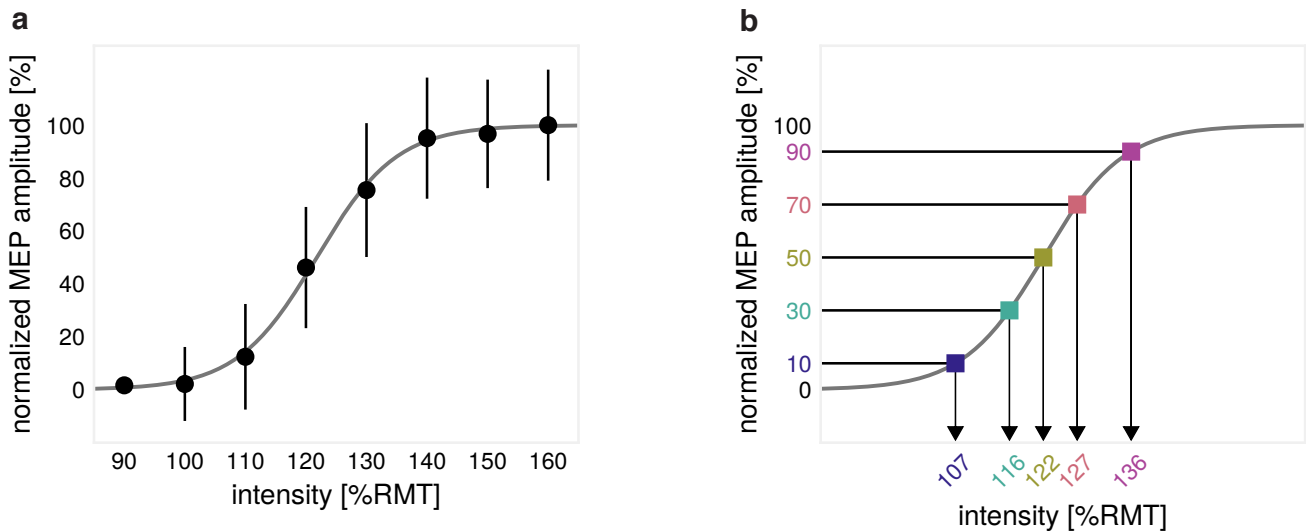 a
normalized MEP amplitude [%]
100
80
60
40
20
0
90 100 110 120 130 140 150 160
intensity [%RMT]
b
normalized MEP amplitude [%]
100
90
70
50
30
10
0
107 116 122 127 136
intensity [%RMT]